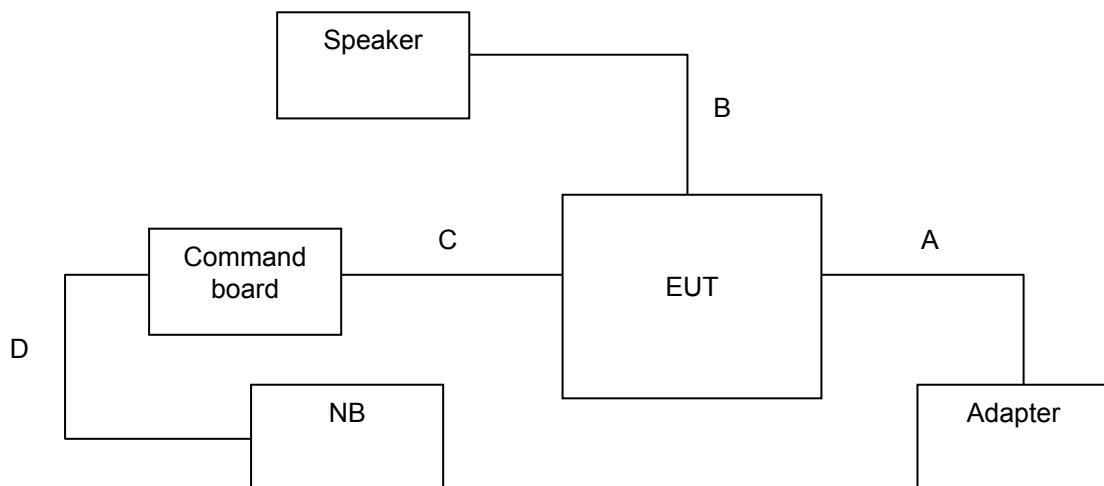 Speaker
B
Command
board
C
EUT
A
D
NB
Adapter